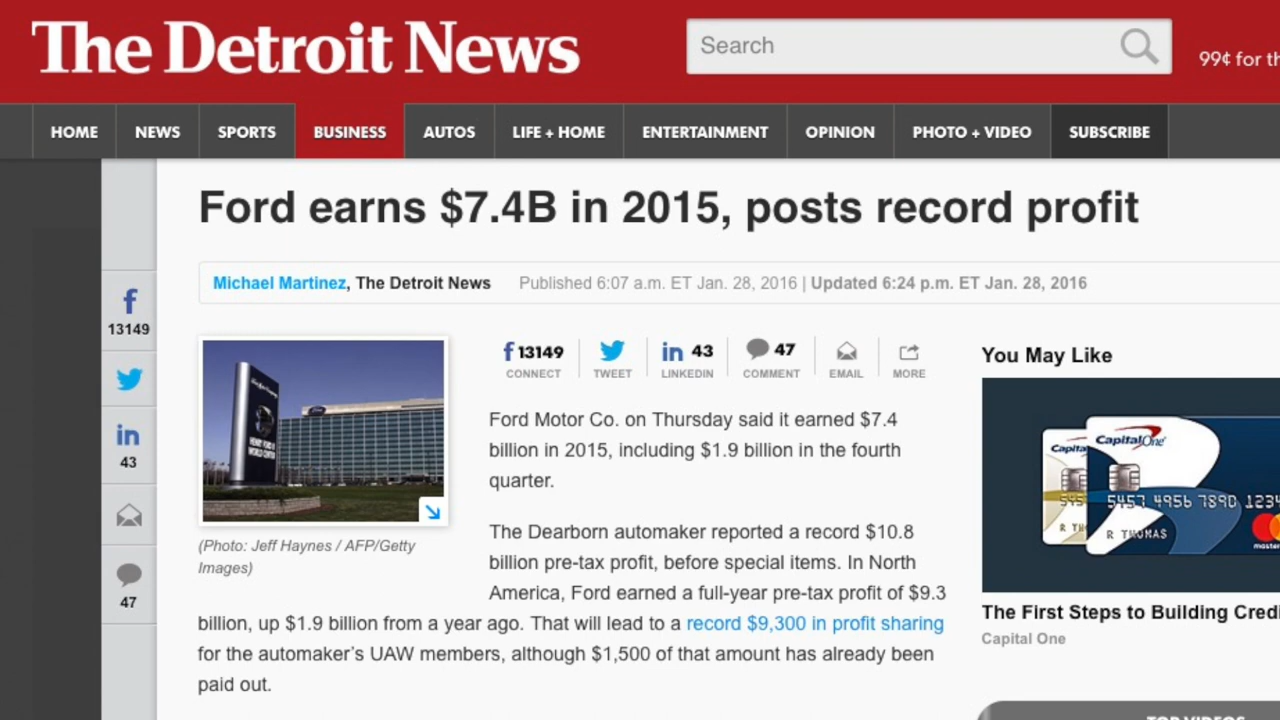 The Detroit News
Search
99¢ for th
HOME NEWS SPORTS BUSINESS AUTOS LIFE + HOME ENTERTAINMENT OPINION PHOTO + VIDEO SUBSCRIBE
Ford earns $7.4B in 2015, posts record profit
Michael Martinez, The Detroit News Published 6:07 a.m. ET Jan. 28, 2016 | Updated 6:24 p.m. ET Jan. 28, 2016
13149
43
47
(Photo: Jeff Haynes / AFP/Getty
Images)
13149 43 47
CONNECT TWEET LINKEDIN COMMENT EMAIL MORE
Ford Motor Co. on Thursday said it earned $7.4
billion in 2015, including $1.9 billion in the fourth
quarter.
The Dearborn automaker reported a record $10.8
billion pre-tax profit, before special items. In North
America, Ford earned a full-year pre-tax profit of $9.3
billion, up $1.9 billion from a year ago. That will lead to a record $9,300 in profit sharing
for the automaker's UAW members, although $1,500 of that amount has already been
paid out.
You May Like
Capital One
5457 4956 7890 1234
R THOMAS
The First Steps to Building Credi
Capital One
TOP VIDEOS